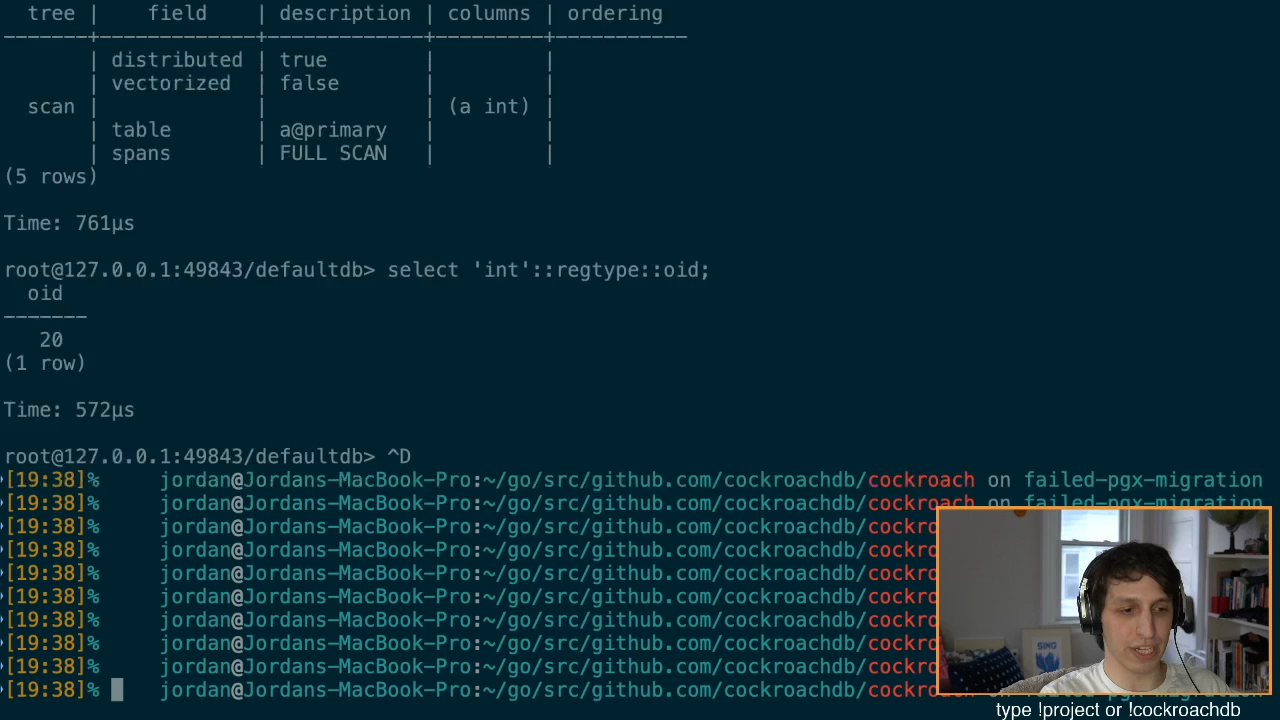 tree | field | description | columns | ordering
-------+-------------+-------------+---------+-----------
| distributed | true | |
| vectorized | false | |
scan | | | (a int) |
| table | a@primary | |
| spans | FULL SCAN | |
(5 rows)
Time: 761µs
root@127.0.0.1:49843/defaultdb> select 'int'::regtype::oid;
oid
-------
20
(1 row)
Time: 572µs
root@127.0.0.1:49843/defaultdb> ^D
[19:38]% jordan@Jordans-MacBook-Pro:~/go/src/github.com/cockroachdb/cockroach on failed-pgx-migration
[19:38]% jordan@Jordans-MacBook-Pro:~/go/src/github.com/cockroachdb/cockroach on failed-pgx-migration
[19:38]% jordan@Jordans-MacBook-Pro:~/go/src/github.com/cockroachdb/cockro
[19:38]% jordan@Jordans-MacBook-Pro:~/go/src/github.com/cockroachdb/cockro
[19:38]% jordan@Jordans-MacBook-Pro:~/go/src/github.com/cockroachdb/cockro
[19:38]% jordan@Jordans-MacBook-Pro:~/go/src/github.com/cockroachdb/cockro
[19:38]% jordan@Jordans-MacBook-Pro:~/go/src/github.com/cockroachdb/cockro
[19:38]% jordan@Jordans-MacBook-Pro:~/go/src/github.com/cockroachdb/cockro
[19:38]% jordan@Jordans-MacBook-Pro:~/go/src/github.com/cockroachdb/cockro
[19:38]% jordan@Jordans-MacBook-Pro:~/go/src/github.com/cockroachdb/cockroach on failed-pgx-migration
SING
type !project or !cockroachdb